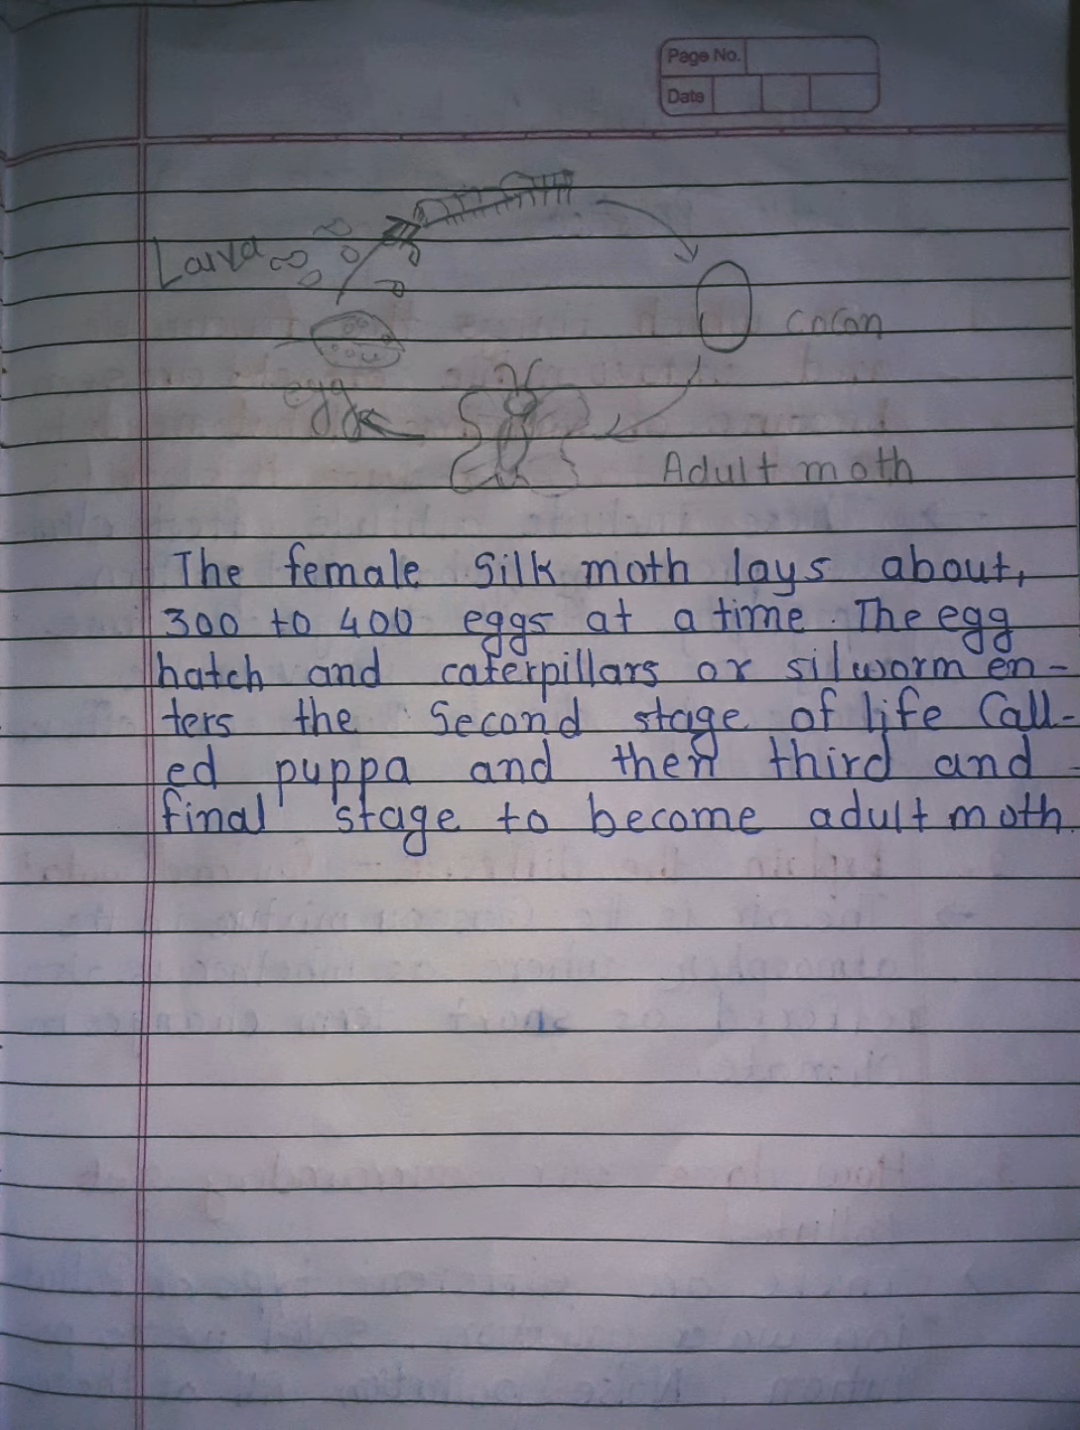 Page No.
Date
Larva
cocon
egg
Adult moth
The female Silk moth lays about,
300 to 400 eggs at a time. The egg
hatch and caterpillars or silworm en-
ters the Second stage of life Call-
ed puppa and then third and
final stage to become adult moth.